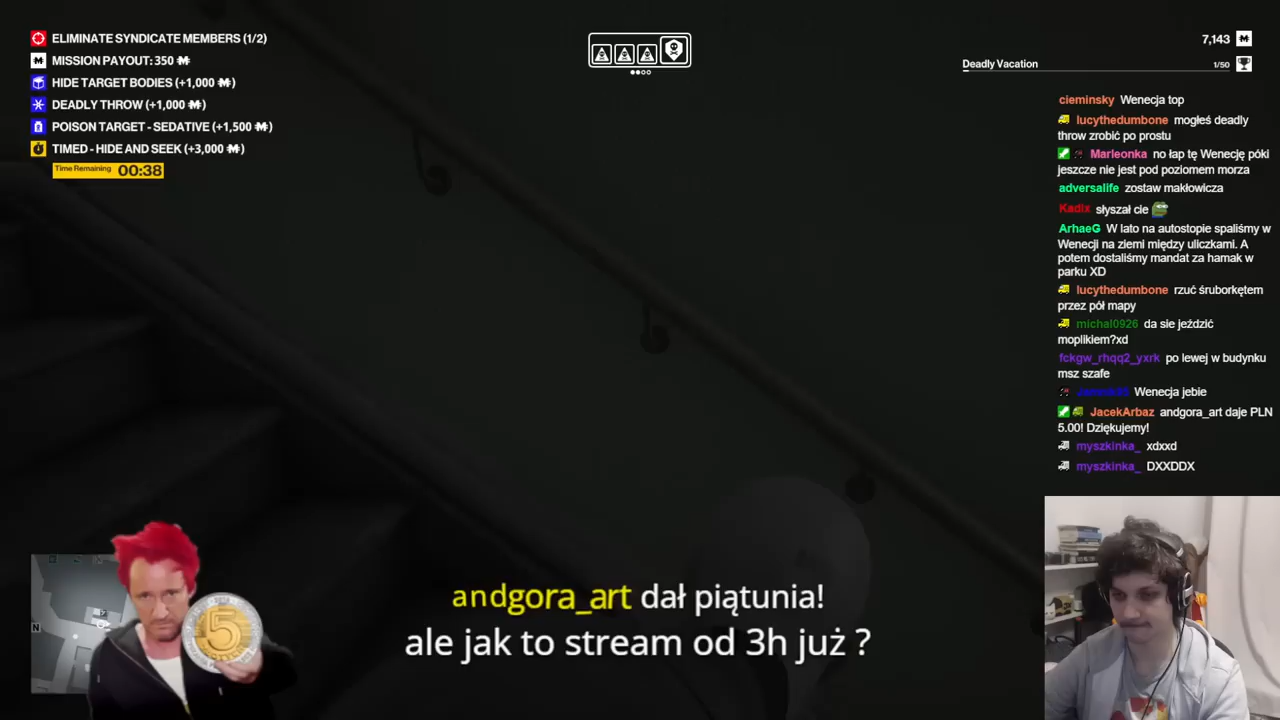 ELIMINATE SYNDICATE MEMBERS (1/2)
MISSION PAYOUT: 350
HIDE TARGET BODIES (+1,000)
DEADLY THROW (+1,000)
POISON TARGET - SEDATIVE (+1,500)
TIMED - HIDE AND SEEK (+3,000)
Time Remaining 00:38
7,143
Deadly Vacation 1/50
cieminsky Wenecja top
lucythedumbone mogłeś deadly
throw zrobić po prostu
Marleonka no łap tę Wenecję póki
jeszcze nie jest pod poziomem morza
adversalife zostaw makłowicza
Kadix słyszał cie
ArhaeG W lato na autostopie spaliśmy w
Wenecji na ziemi między uliczkami. A
potem dostaliśmy mandat za hamak w
parku XD
lucythedumbone rzuć śruborkętem
przez pół mapy
michal0926 da sie jeździć
moplikiem?xd
fckgw_rhqq2_yxrk po lewej w budynku
msz szafe
Wenecja jebie
JacekArbaz andgora_art daje PLN
5.00! Dziękujemy!
myszkinka_ xdxxd
myszkinka_ DXXDDX
N
5
andgora_art dał piątunia!
ale jak to stream od 3h już ?